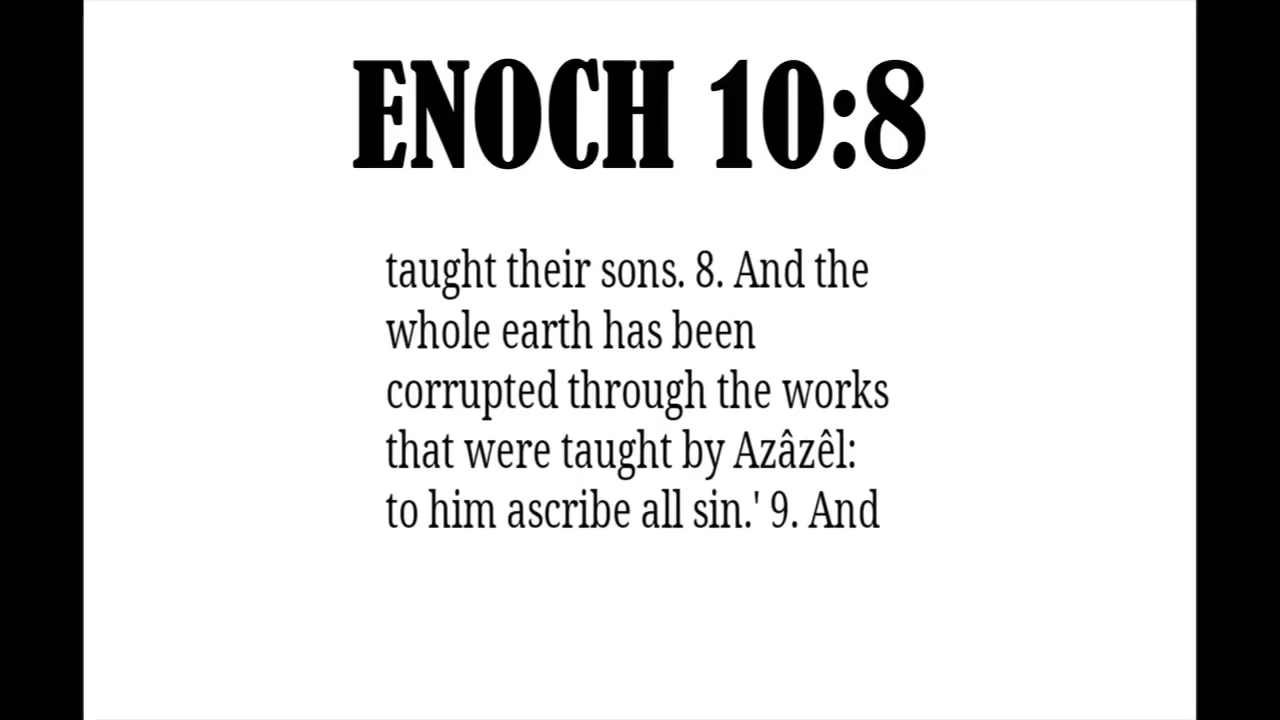 ENOCH 10:8
taught their sons. 8. And the
whole earth has been
corrupted through the works
that were taught by Azâzêl:
to him ascribe all sin.' 9. And